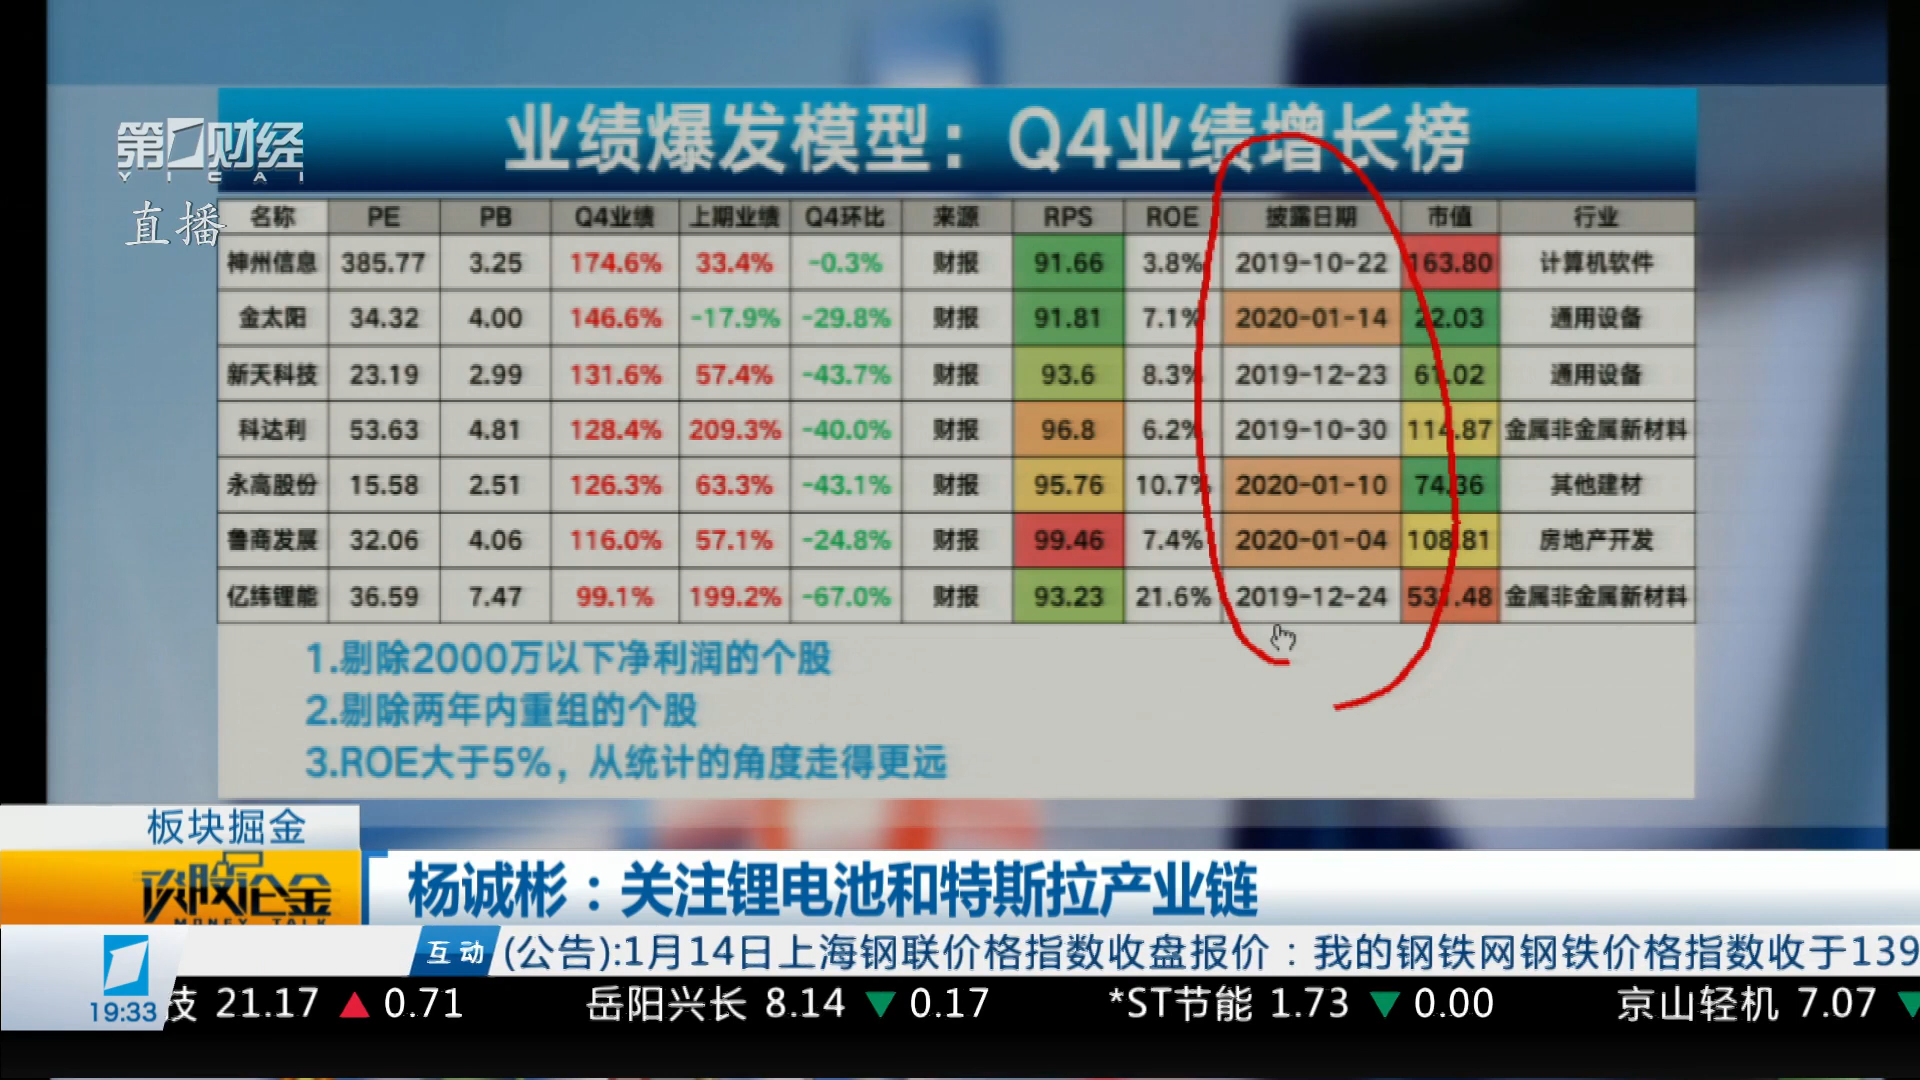 业绩爆发模型：Q4业绩增长榜
第财经
YICAI
直播
名称 PE PB Q4业绩 上期业绩 Q4环比 来源 RPS ROE 披露日期 市值 行业
神州信息 385.77 3.25 174.6% 33.4% -0.3% 财报 91.66 3.8% 2019-10-22 163.80 计算机软件
金太阳 34.32 4.00 146.6% -17.9% -29.8% 财报 91.81 7.1% 2020-01-14 22.03 通用设备
新天科技 23.19 2.99 131.6% 57.4% -43.7% 财报 93.6 8.3% 2019-12-23 61.02 通用设备
科达利 53.63 4.81 128.4% 209.3% -40.0% 财报 96.8 6.2% 2019-10-30 114.87 金属非金属新材料
永高股份 15.58 2.51 126.3% 63.3% -43.1% 财报 95.76 10.7% 2020-01-10 74.36 其他建材
鲁商发展 32.06 4.06 116.0% 57.1% -24.8% 财报 99.46 7.4% 2020-01-04 108.81 房地产开发
亿纬锂能 36.59 7.47 99.1% 199.2% -67.0% 财报 93.23 21.6% 2019-12-24 531.48 金属非金属新材料
1.剔除2000万以下净利润的个股
2.剔除两年内重组的个股
3.ROE大于5%，从统计的角度走得更远
板块掘金
谈股论金
MONEY TALK
杨诚彬：关注锂电池和特斯拉产业链
互动 (公告):1月14日上海钢联价格指数收盘报价：我的钢铁网钢铁价格指数收于139
19:33
技 21.17 ▲ 0.71 岳阳兴长 8.14 ▼ 0.17 *ST节能 1.73 ▼ 0.00 京山轻机 7.07 ▼